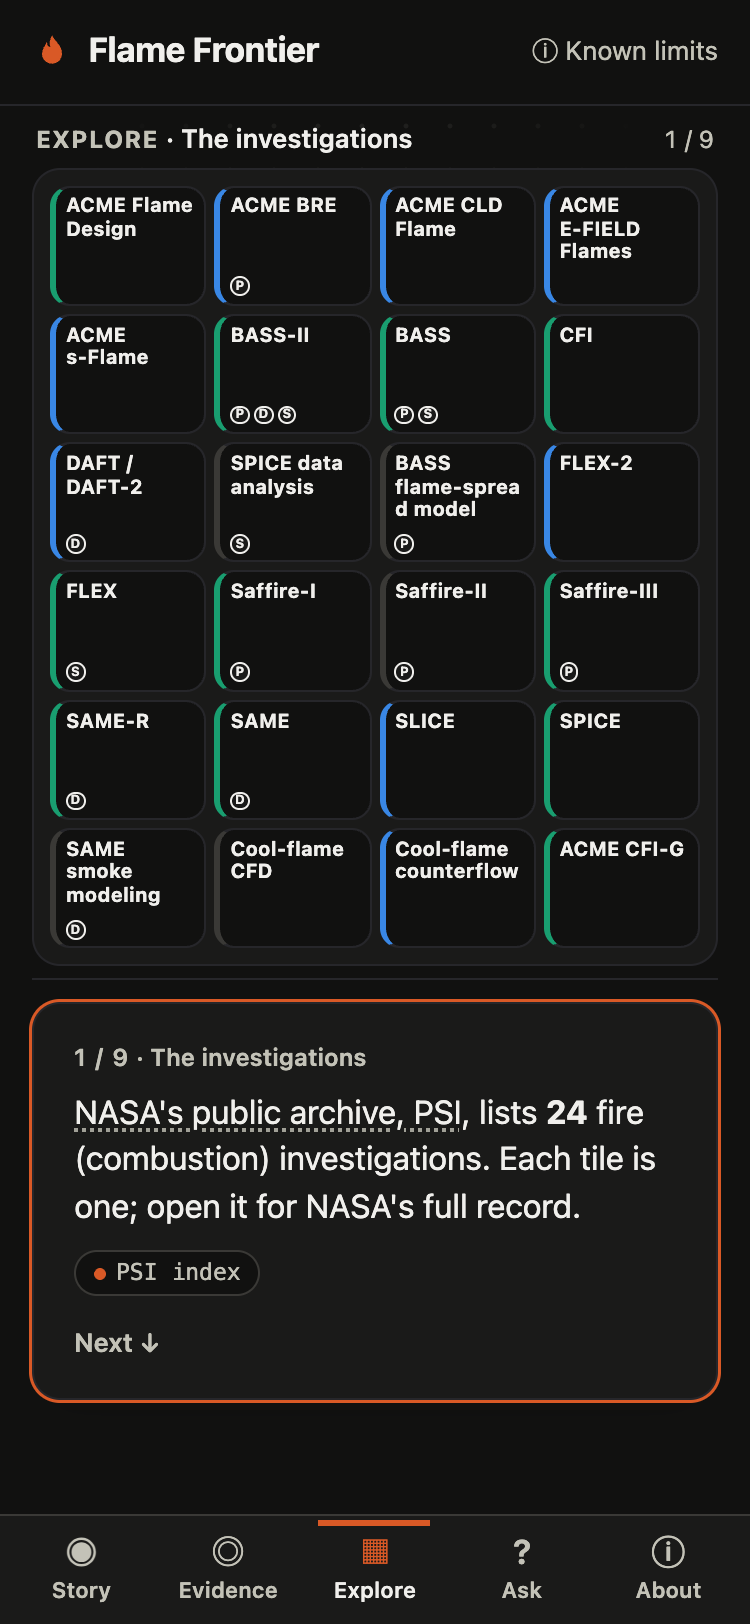 Flame Frontier
Known limits
EXPLORE · The investigations
1 / 9
ACME Flame
Design
ACME BRE
P
ACME CLD
Flame
ACME
E-FIELD
Flames
ACME
s-Flame
BASS-II
P D S
BASS
P S
CFI
DAFT /
DAFT-2
D
SPICE data
analysis
S
BASS
flame-sprea
d model
P
FLEX-2
FLEX
S
Saffire-I
P
Saffire-II
P
Saffire-III
P
SAME-R
D
SAME
D
SLICE
SPICE
SAME
smoke
modeling
D
Cool-flame
CFD
Cool-flame
counterflow
ACME CFI-G
1 / 9 · The investigations
NASA's public archive, PSI, lists 24 fire
(combustion) investigations. Each tile is
one; open it for NASA's full record.
PSI index
Next ↓
Story
Evidence
Explore
? Ask
About